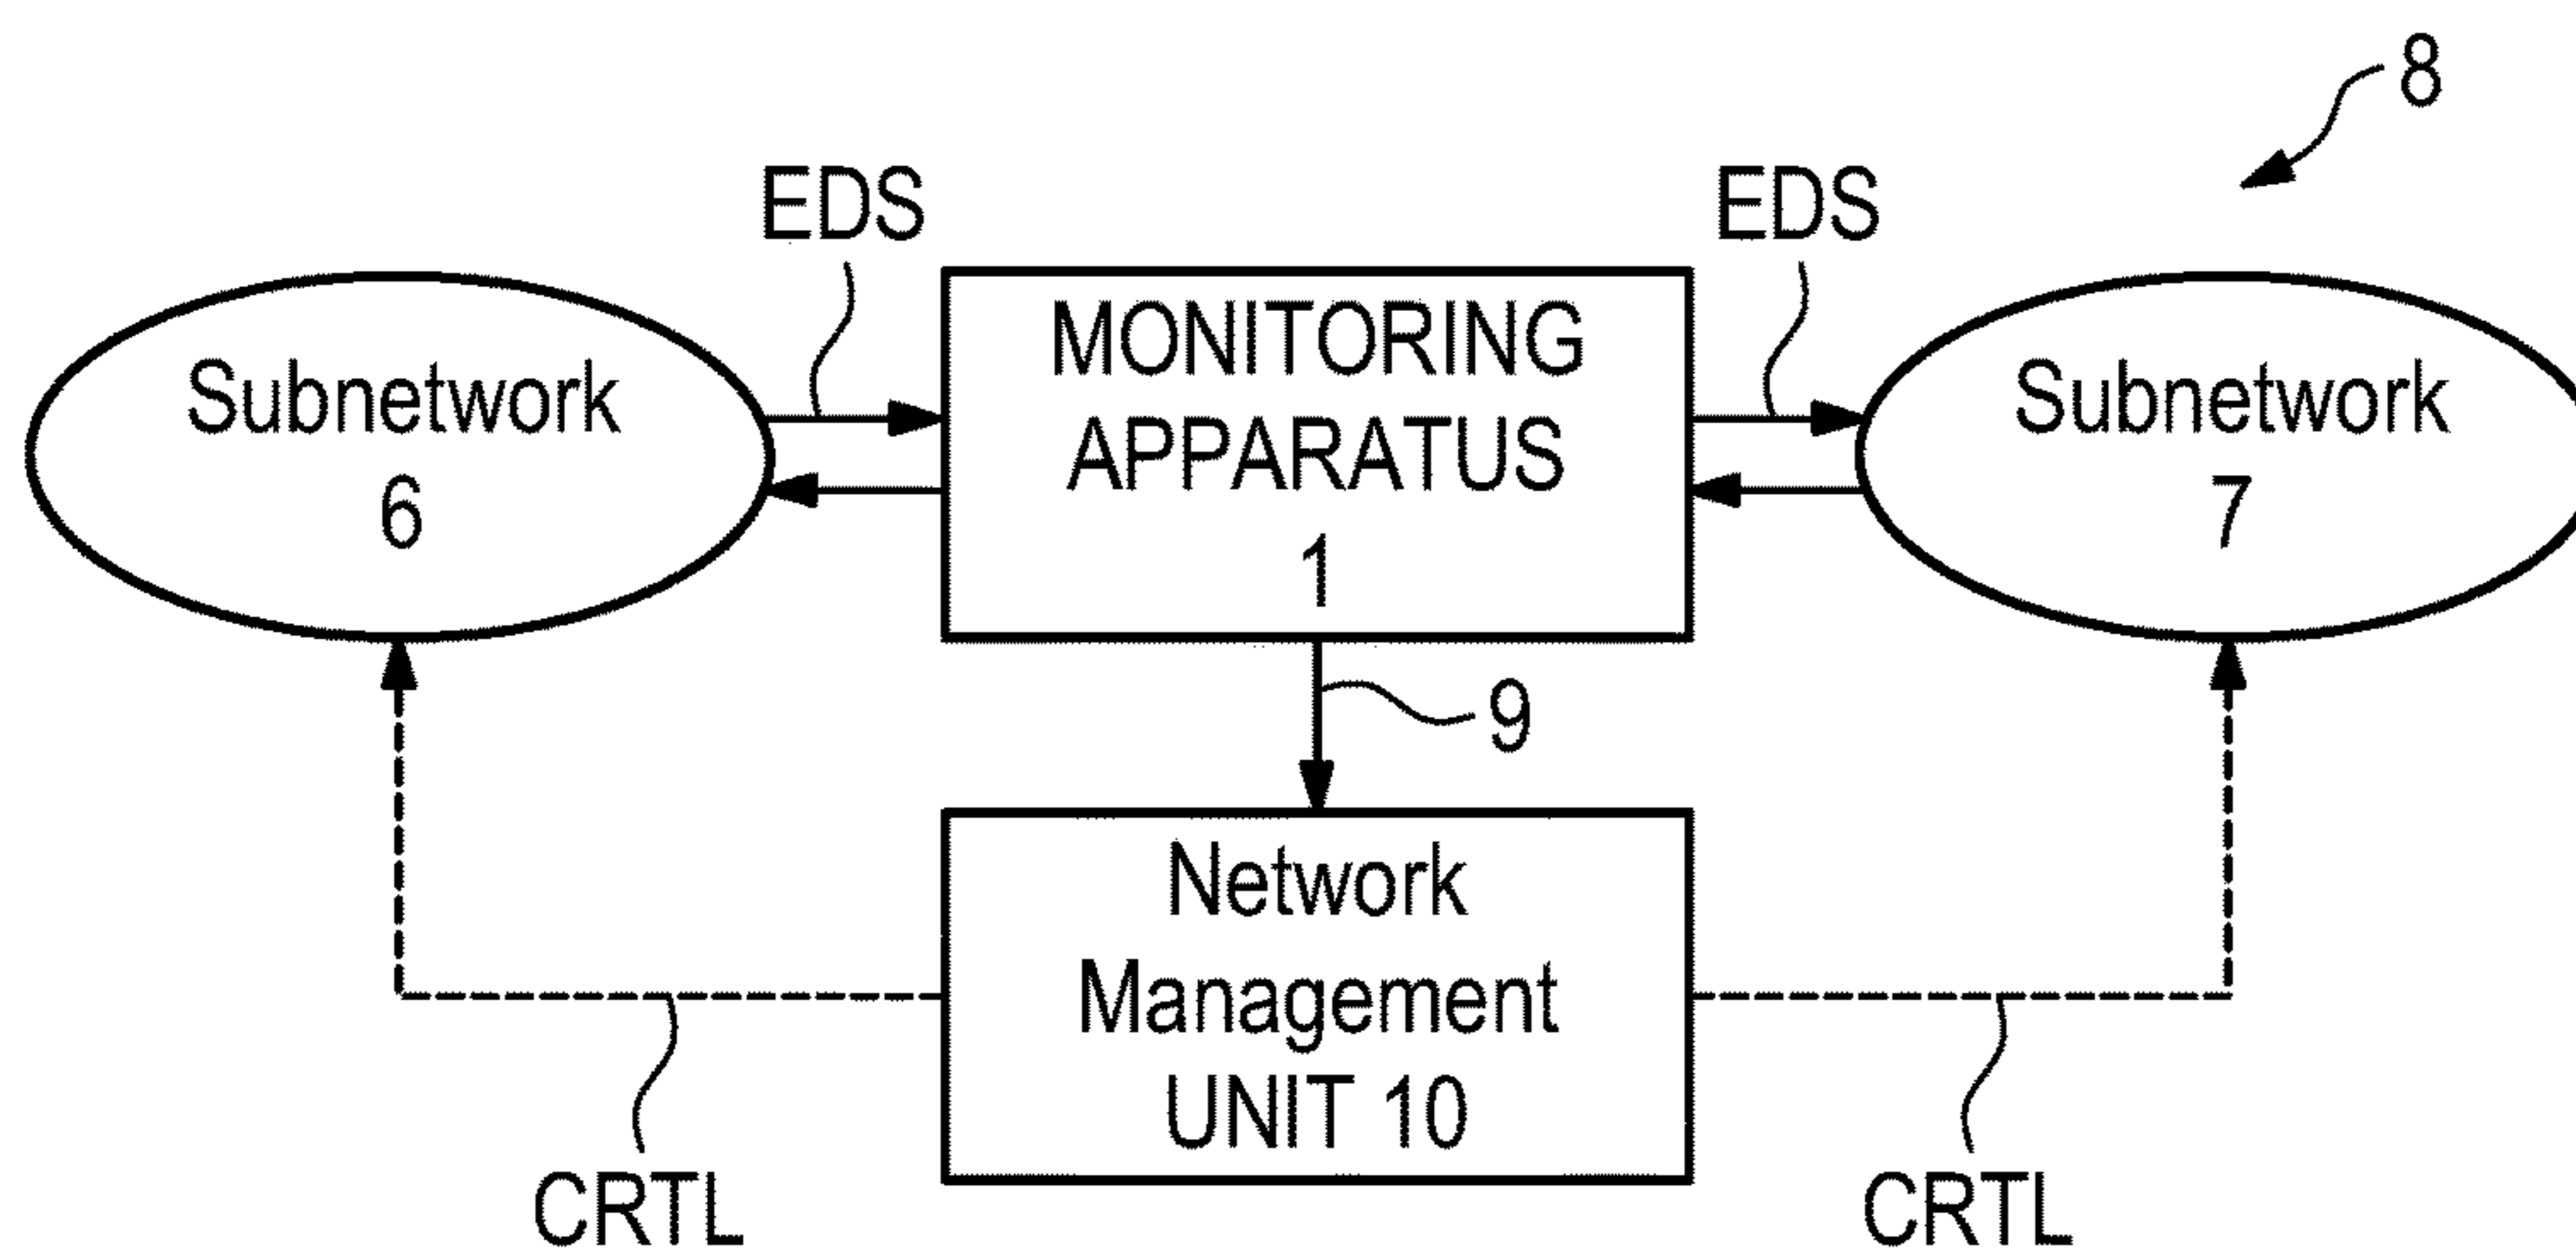 8
EDS
EDS
Subnetwork
6
MONITORING
APPARATUS
1
Subnetwork
7
9
Network
Management
UNIT 10
CRTL
CRTL